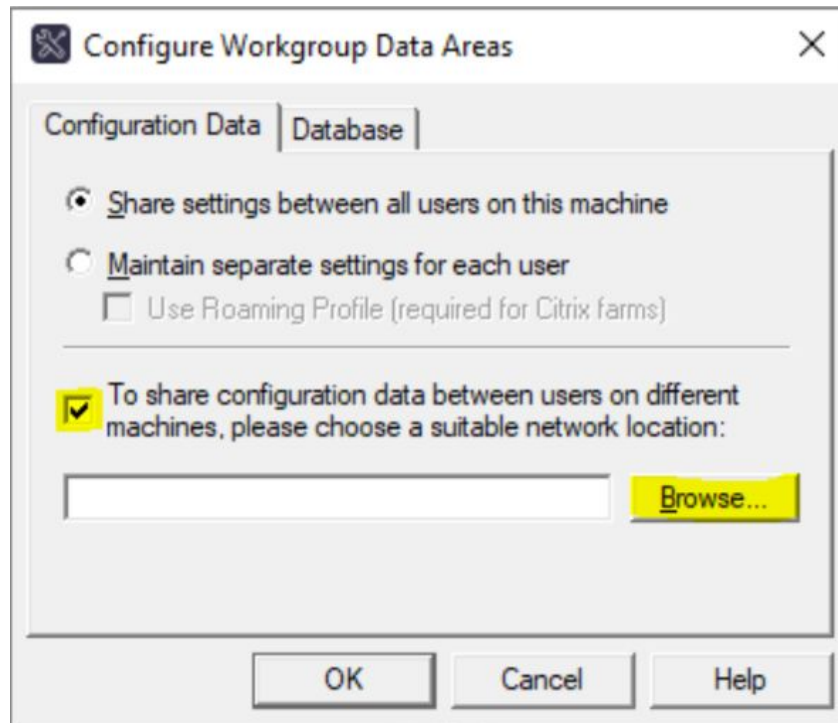 Configure Workgroup Data Areas
Configuration Data
Database
Share settings between all users on this machine
Maintain separate settings for each user
Use Roaming Profile (required for Citrix farms)
To share configuration data between users on different
machines, please choose a suitable network location:
Browse...
OK
Cancel
Help